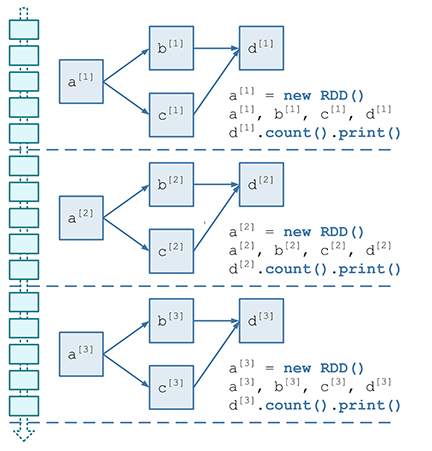 b[1]
d[1]
a[1]
c[1]
a[1] = new RDD()
a[1], b[1], c[1], d[1]
d[1].count().print()
b[2]
d[2]
a[2]
c[2]
a[2] = new RDD()
a[2], b[2], c[2], d[2]
d[2].count().print()
b[3]
d[3]
a[3]
c[3]
a[3] = new RDD()
a[3], b[3], c[3], d[3]
d[3].count().print()